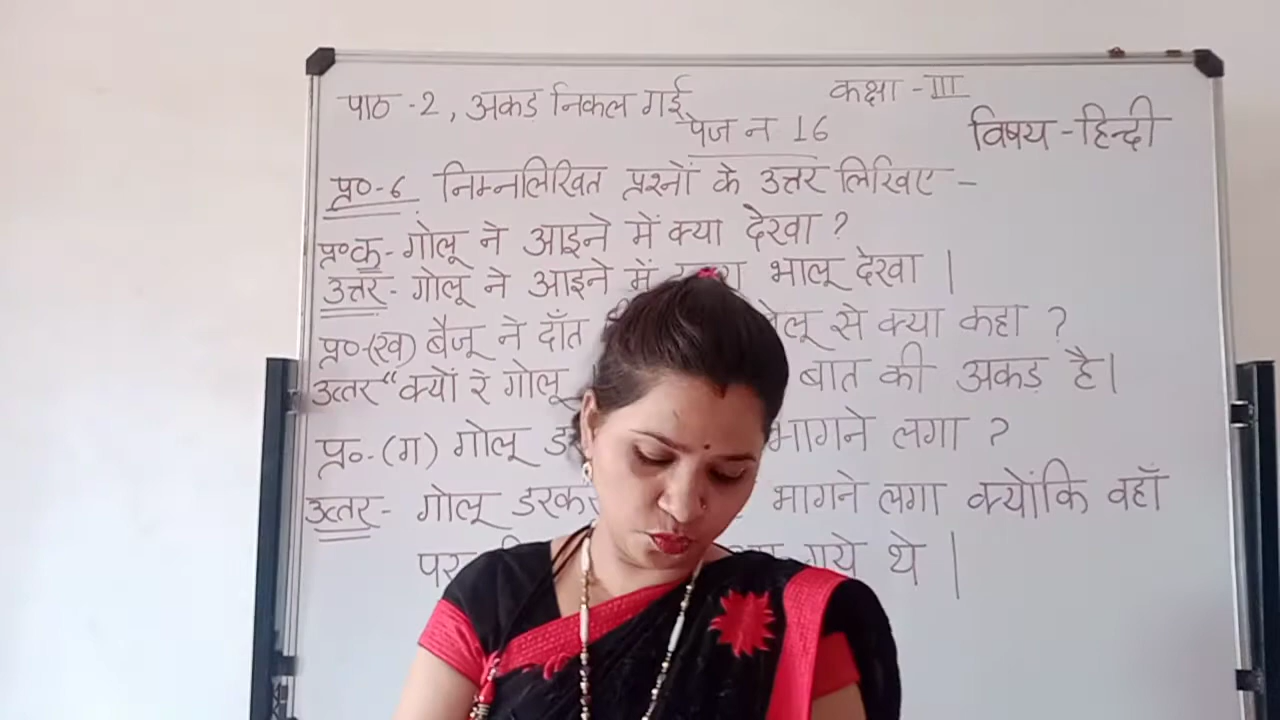 पाठ -2, अकड़ निकल गई
कक्षा - III
पेज न 16
विषय - हिन्दी
प्र०-6 निम्नलिखित प्रश्नों के उत्तर लिखिए -
प्र०क - गोलू ने आइने में क्या देखा ?
उत्तर - गोलू ने आइने में भालू देखा |
प्र०-(ख) बैजू ने दाँत से क्या कहा ?
उत्तर “क्यों रे गोलू बात की अकड़ है|
प्र०-(ग) गोलू भागने लगा ?
उत्तर - गोलू डरकर भागने लगा क्योंकि वहाँ
पर गये थे |